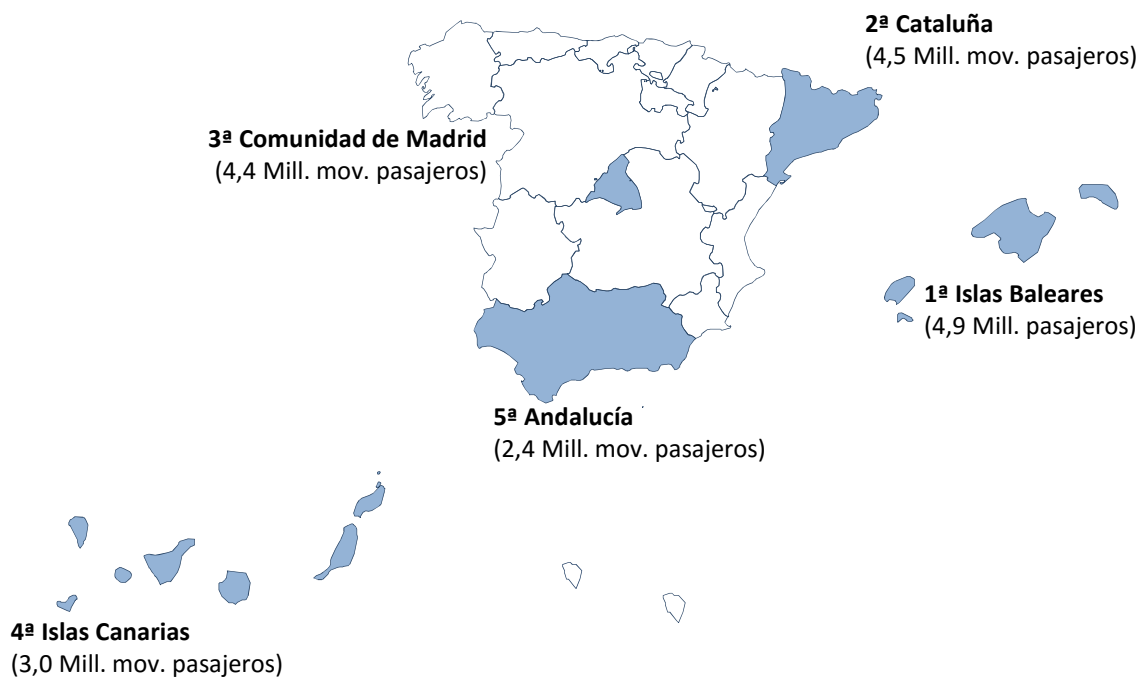 2ª Cataluña
(4,5 Mill. mov. pasajeros)
3ª Comunidad de Madrid
(4,4 Mill. mov. pasajeros)
1ª Islas Baleares
(4,9 Mill. pasajeros)
5ª Andalucía
(2,4 Mill. mov. pasajeros)
4ª Islas Canarias
(3,0 Mill. mov. pasajeros)